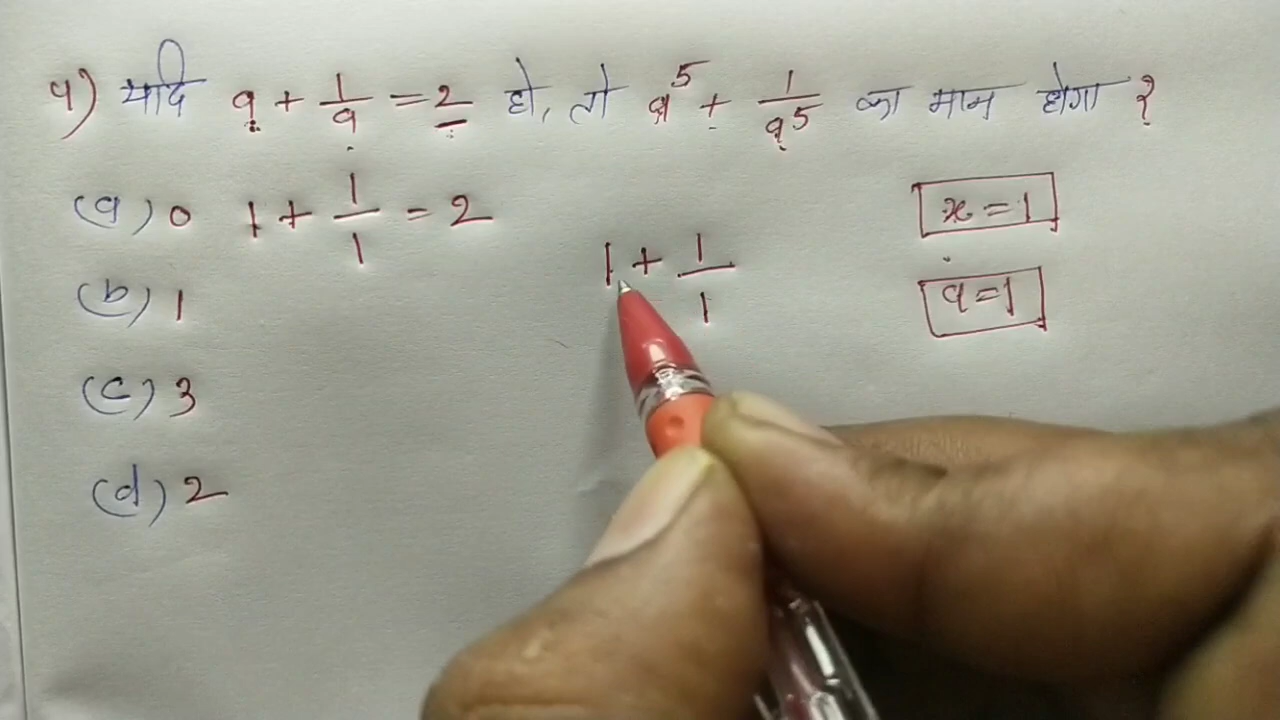 ५) यदि a + 1/a = 2 हो, तो a⁵ + 1/a⁵ का मान होगा ?
(a) 0 1 + 1/1 = 2
x = 1
1 + 1/1
(b) 1
a = 1
(c) 3
(d) 2